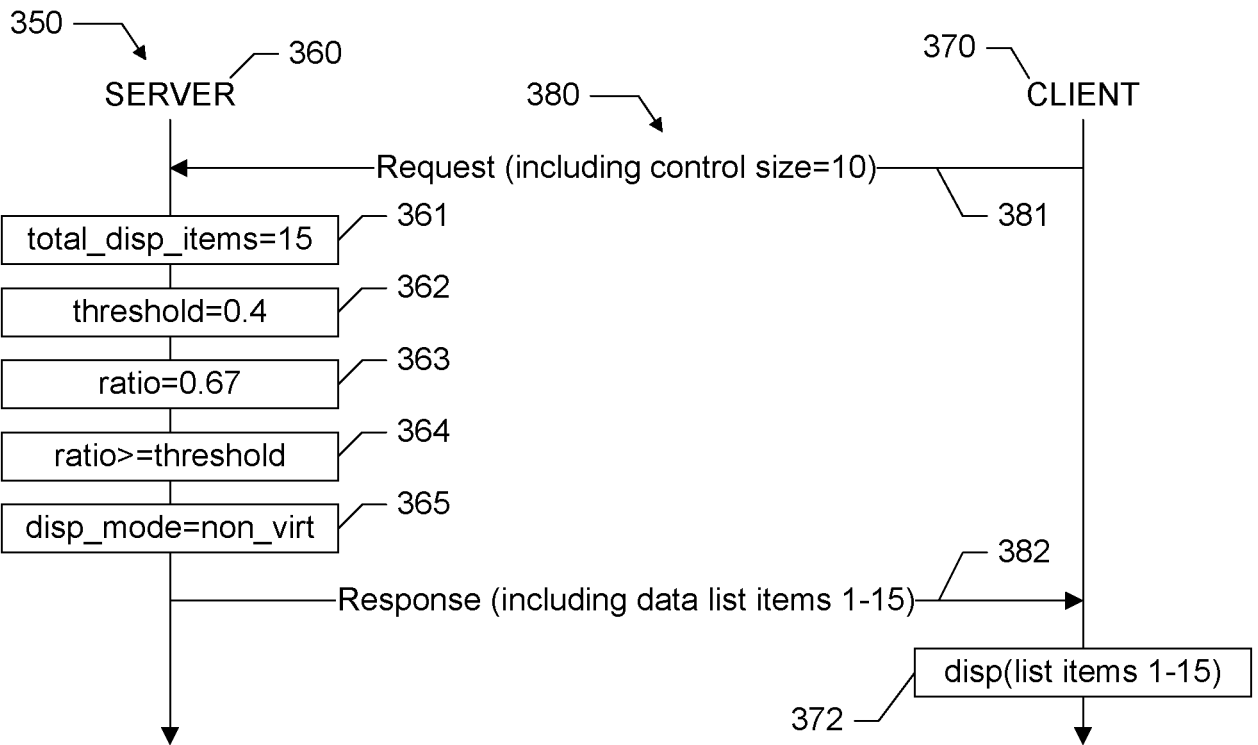 350
360
370
SERVER
380
CLIENT
Request (including control size=10)
381
361
total_disp_items=15
362
threshold=0.4
363
ratio=0.67
364
ratio>=threshold
365
disp_mode=non_virt
382
Response (including data list items 1-15)
disp(list items 1-15)
372